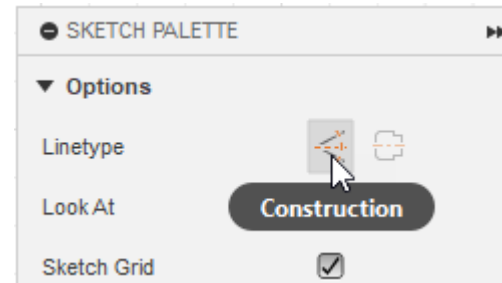 SKETCH PALETTE
Options
Linetype
Look At
Construction
Sketch Grid